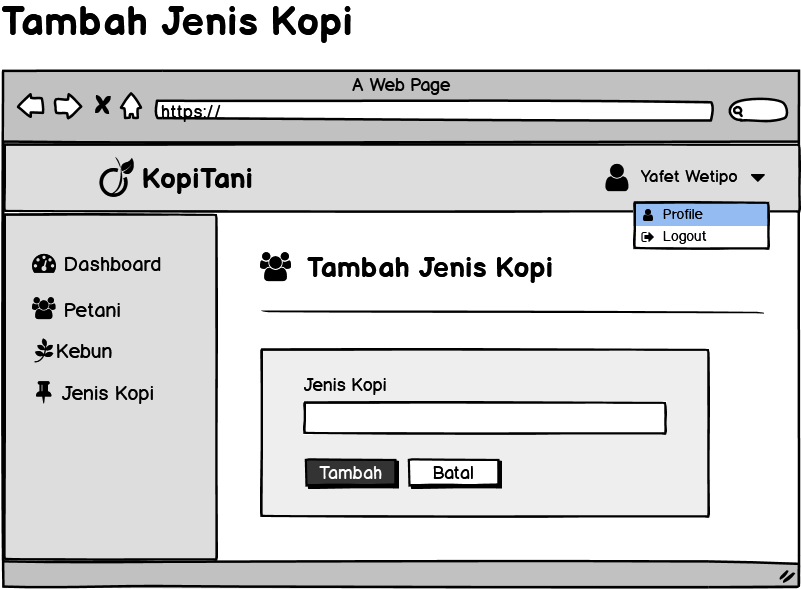 Tambah Jenis Kopi
A Web Page
https://
KopiTani
Yafet Wetipo
Profile
Logout
Dashboard
Petani
Kebun
Jenis Kopi
Tambah Jenis Kopi
Jenis Kopi
Tambah
Batal